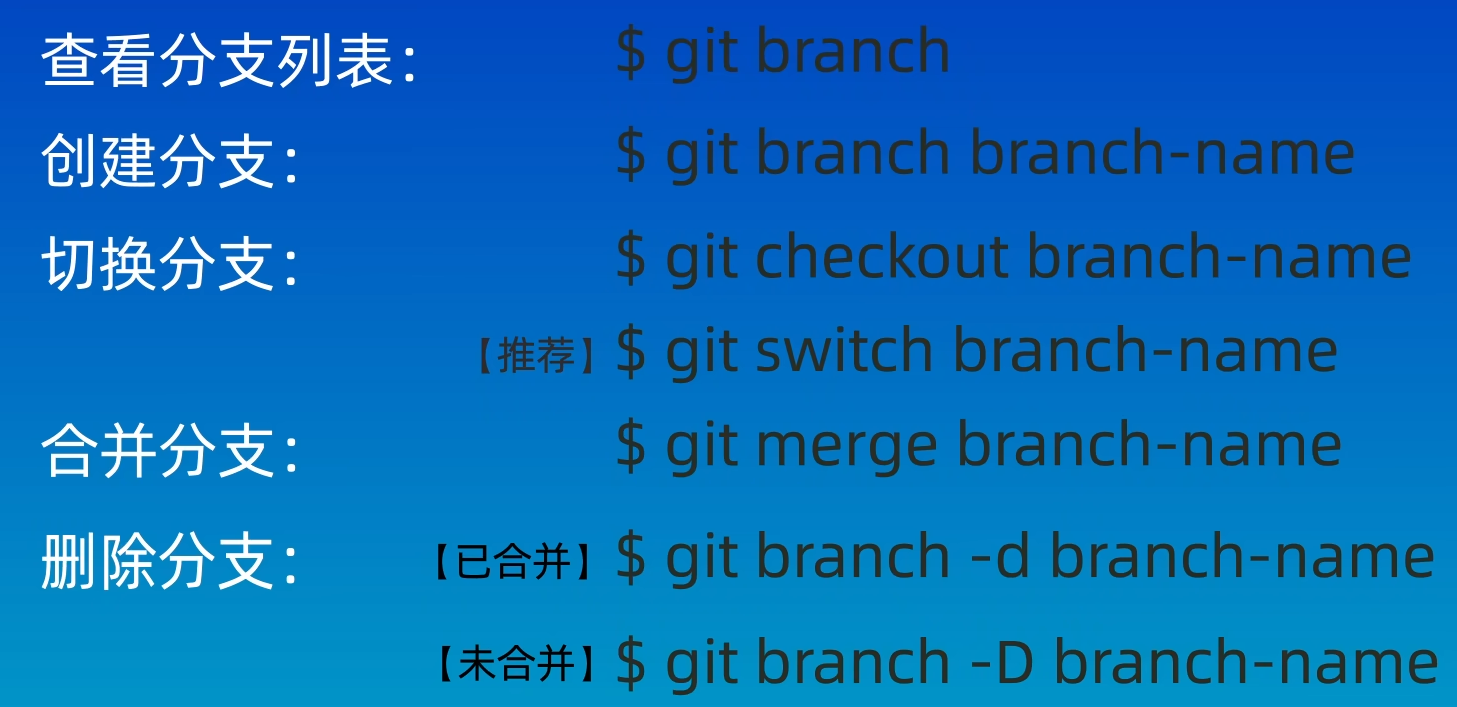 查看分支列表： $ git branch
创建分支： $ git branch branch-name
切换分支： $ git checkout branch-name
【推荐】 $ git switch branch-name
合并分支： $ git merge branch-name
删除分支： 【已合并】 $ git branch -d branch-name
【未合并】 $ git branch -D branch-name